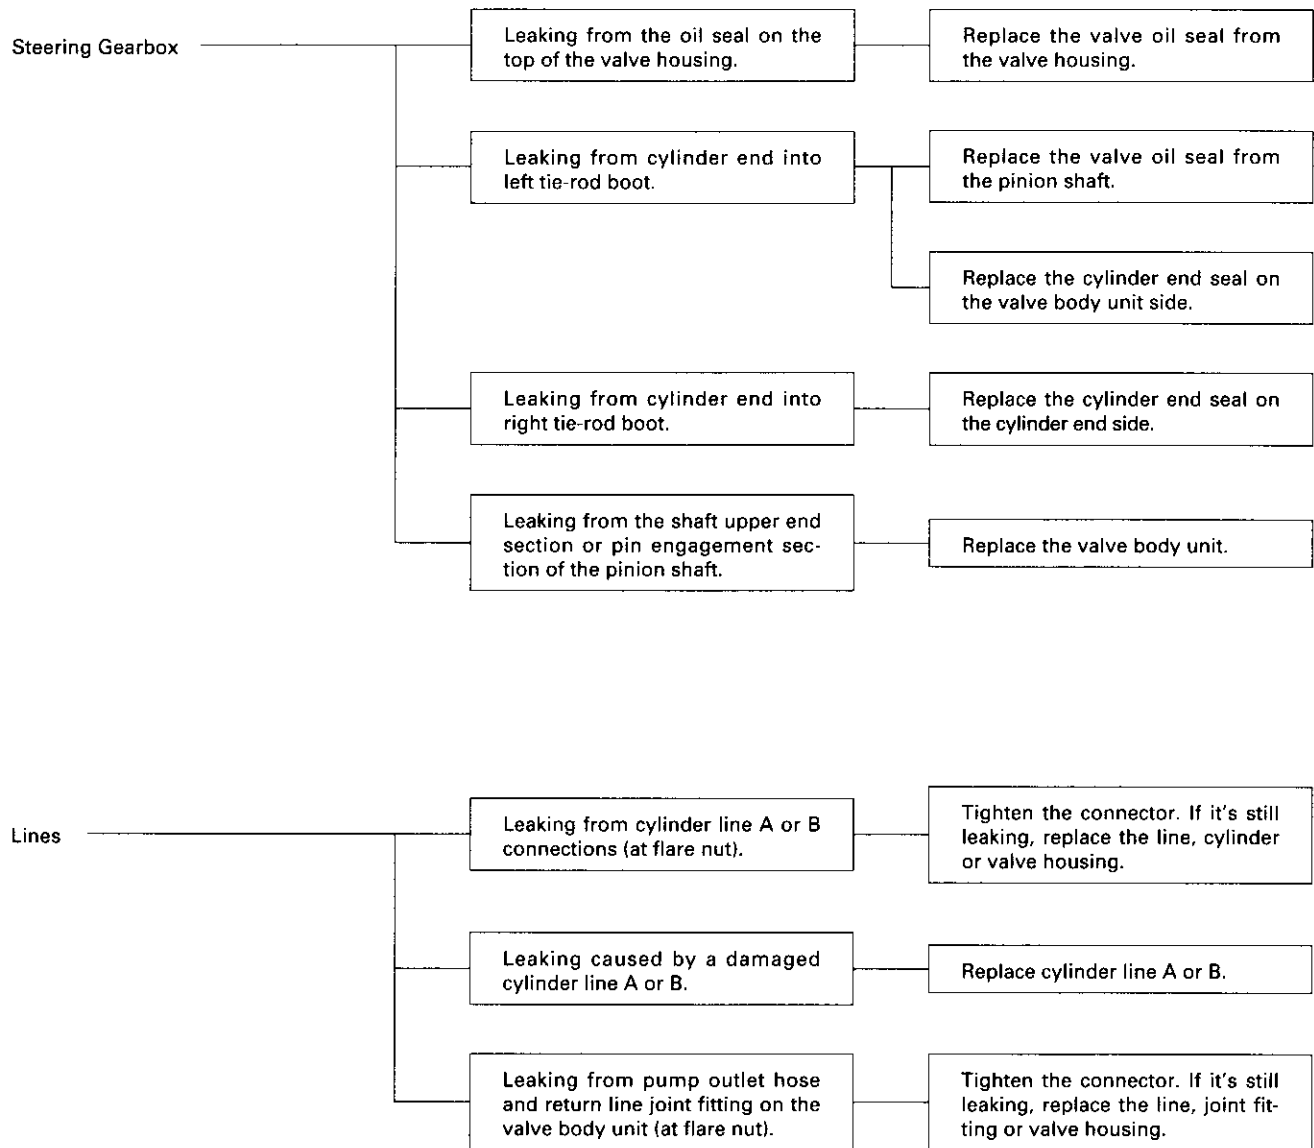 Steering Gearbox
Leaking from the oil seal on the
top of the valve housing.
Replace the valve oil seal from
the valve housing.
Leaking from cylinder end into
left tie-rod boot.
Replace the valve oil seal from
the pinion shaft.
Replace the cylinder end seal on
the valve body unit side.
Leaking from cylinder end into
right tie-rod boot.
Replace the cylinder end seal on
the cylinder end side.
Leaking from the shaft upper end
section or pin engagement sec-
tion of the pinion shaft.
Replace the valve body unit.
Lines
Leaking from cylinder line A or B
connections (at flare nut).
Tighten the connector. If it's still
leaking, replace the line, cylinder
or valve housing.
Leaking caused by a damaged
cylinder line A or B.
Replace cylinder line A or B.
Leaking from pump outlet hose
and return line joint fitting on the
valve body unit (at flare nut).
Tighten the connector. If it's still
leaking, replace the line, joint fit-
ting or valve housing.